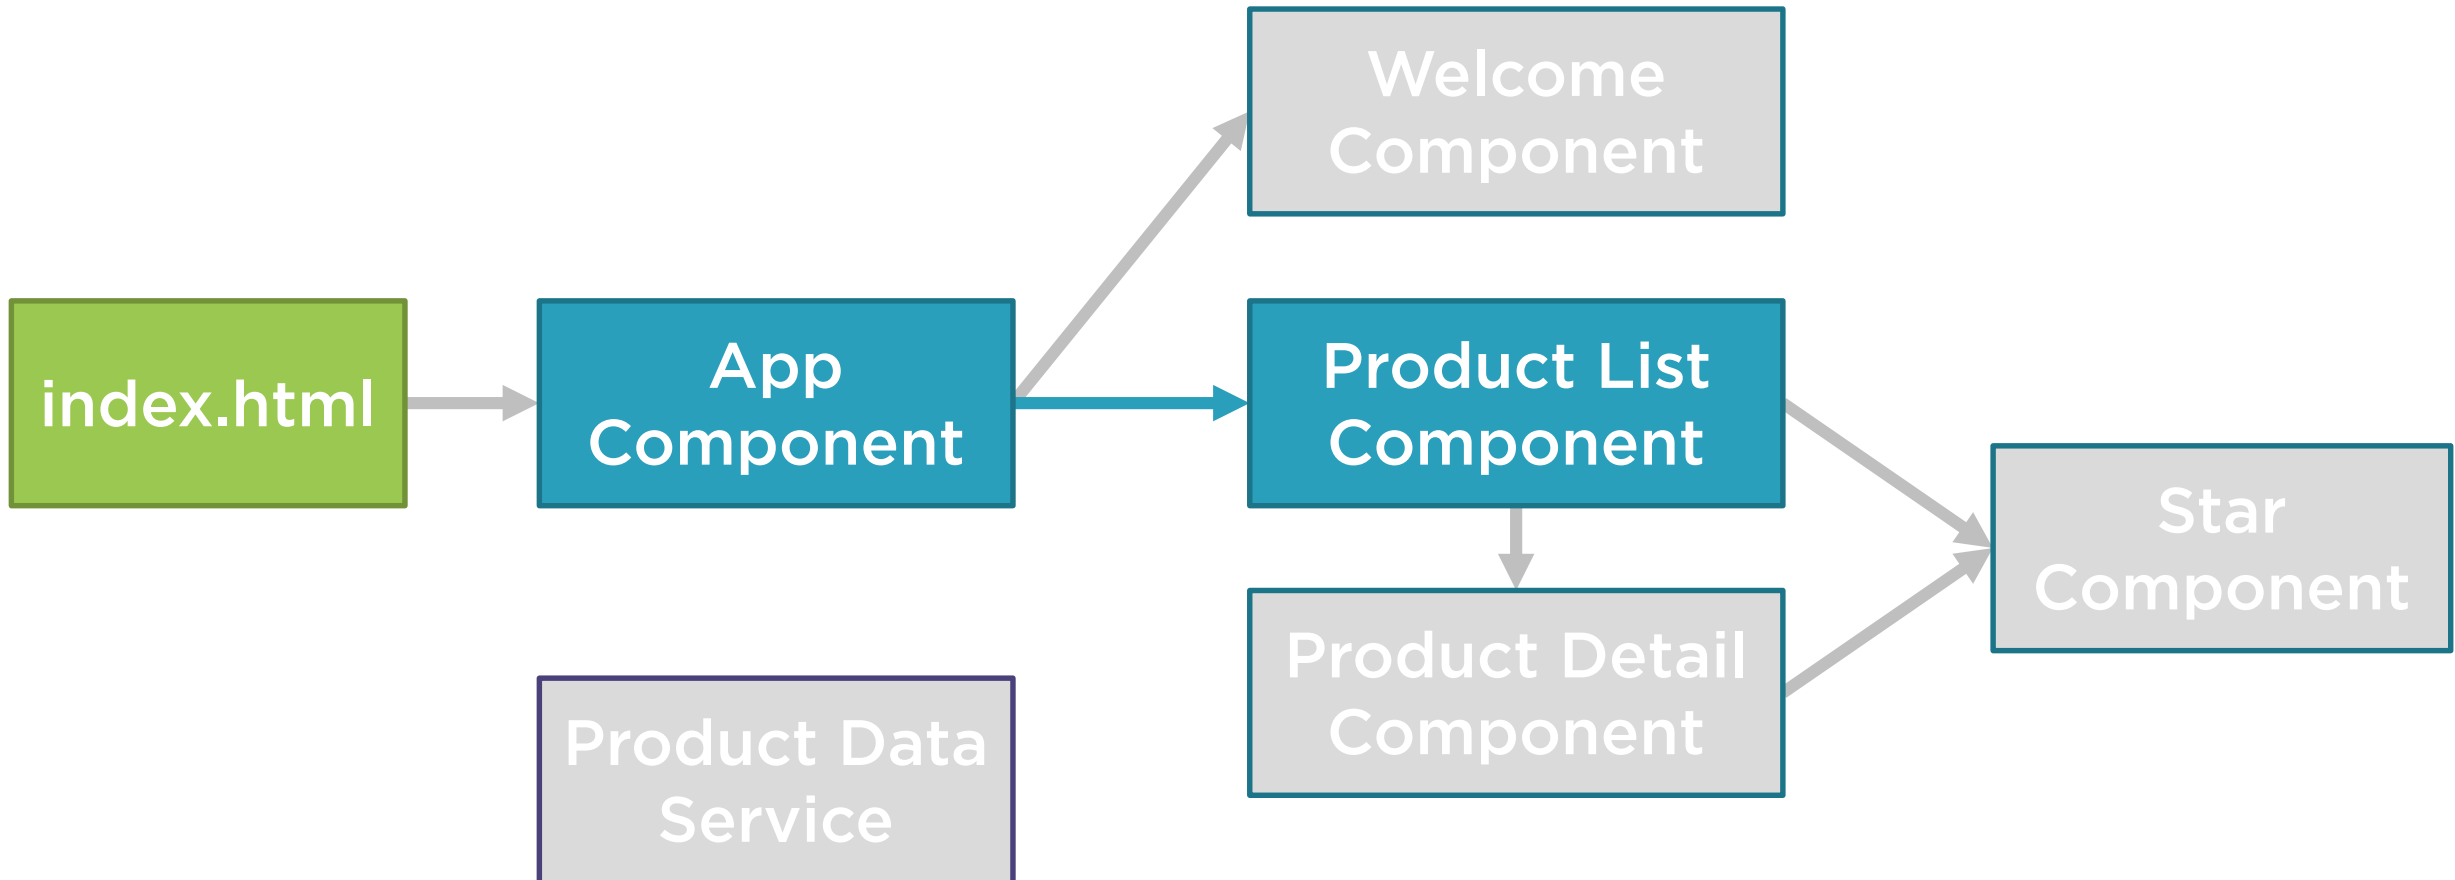 Welcome
Component
index.html
App
Component
Product List
Component
Star
Component
Product Detail
Component
Product Data
Service